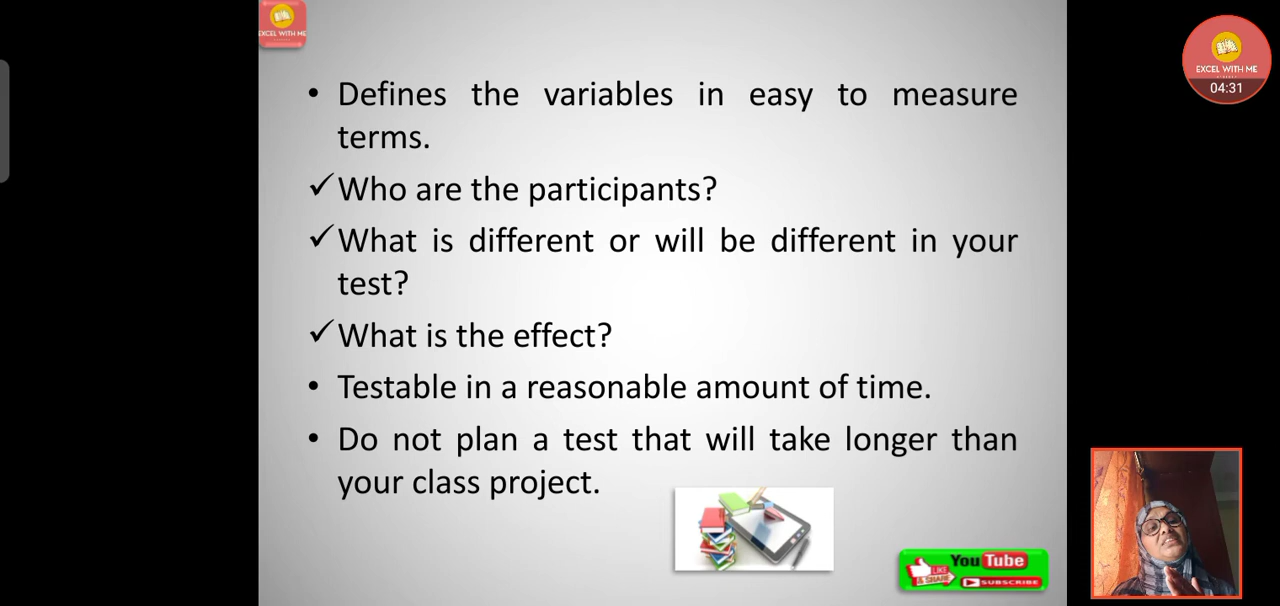 EXCEL WITH ME
EXCEL WITH ME
04:31
• Defines the variables in easy to measure
terms.
✓ Who are the participants?
✓ What is different or will be different in your
test?
✓ What is the effect?
• Testable in a reasonable amount of time.
• Do not plan a test that will take longer than
your class project.
LIKE
& SHARE
YouTube
SUBSCRIBE